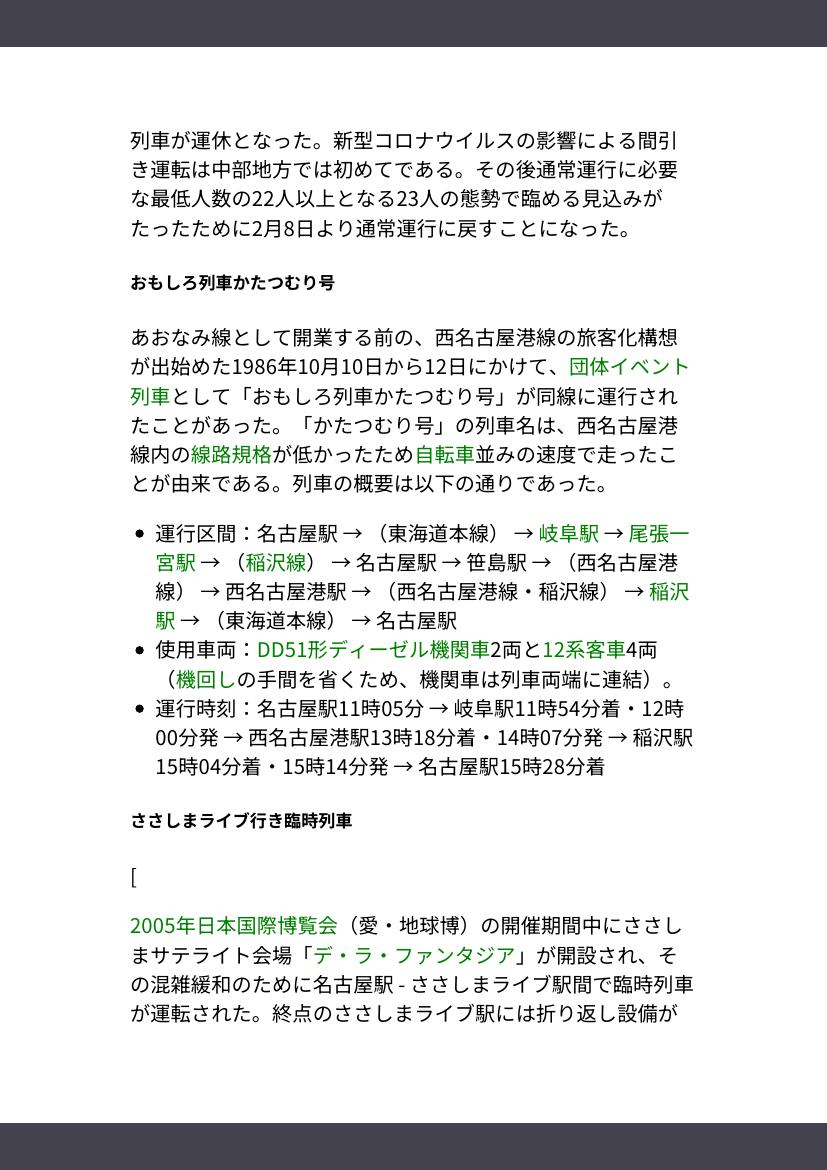 列車が運休となった。新型コロナウイルスの影響による間引
き運転は中部地方では初めてである。その後通常運行に必要
な最低人数の22人以上となる23人の態勢で臨める見込みが
たったために2月8日より通常運行に戻すことになった。
おもしろ列車かたつむり号
あおなみ線として開業する前の、西名古屋港線の旅客化構想
が出始めた1986年10月10日から12日にかけて、団体イベント
列車として「おもしろ列車かたつむり号」が同線に運行され
たことがあった。「かたつむり号」の列車名は、西名古屋港
線内の線路規格が低かったため自転車並みの速度で走ったこ
とが由来である。列車の概要は以下の通りであった。
• 運行区間：名古屋駅 → （東海道本線） → 岐阜駅 → 尾張一
宮駅 → （稲沢線） → 名古屋駅 → 笹島駅 → （西名古屋港
線） → 西名古屋港駅 → （西名古屋港線・稲沢線） → 稲沢
駅 → （東海道本線） → 名古屋駅
• 使用車両：DD51形ディーゼル機関車2両と12系客車4両
（機回しの手間を省くため、機関車は列車両端に連結）。
• 運行時刻：名古屋駅11時05分 → 岐阜駅11時54分着・12時
00分発 → 西名古屋港駅13時18分着・14時07分発 → 稲沢駅
15時04分着・15時14分発 → 名古屋駅15時28分着
ささしまライブ行き臨時列車
[
2005年日本国際博覧会（愛・地球博）の開催期間中にささし
まサテライト会場「デ・ラ・ファンタジア」が開設され、そ
の混雑緩和のために名古屋駅 - ささしまライブ駅間で臨時列車
が運転された。終点のささしまライブ駅には折り返し設備が